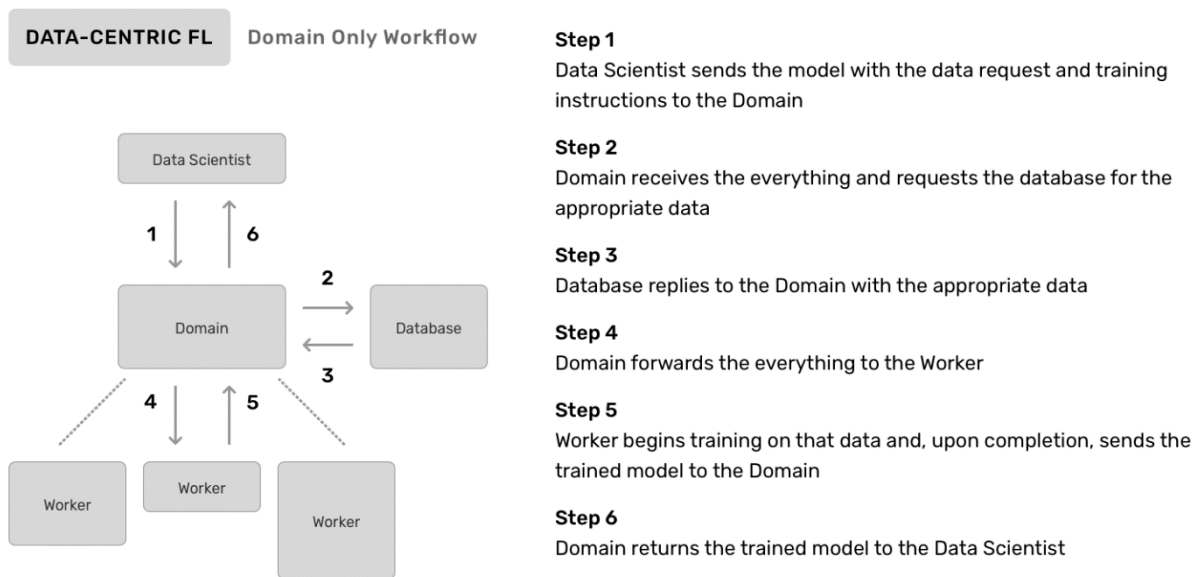 DATA-CENTRIC FL
Domain Only Workflow
Data Scientist
1
6
2
Domain
Database
3
4
5
Worker
Worker
Worker
Step 1
Data Scientist sends the model with the data request and training
instructions to the Domain
Step 2
Domain receives the everything and requests the database for the
appropriate data
Step 3
Database replies to the Domain with the appropriate data
Step 4
Domain forwards the everything to the Worker
Step 5
Worker begins training on that data and, upon completion, sends the
trained model to the Domain
Step 6
Domain returns the trained model to the Data Scientist